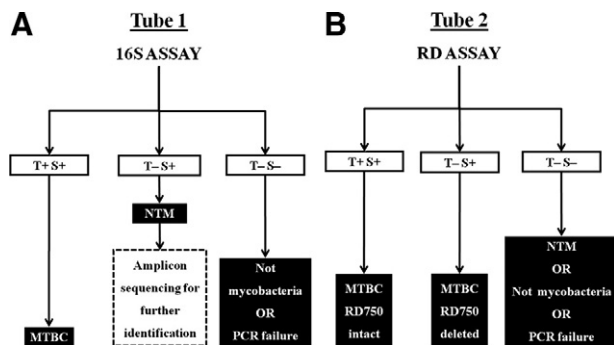 A
Tube 1
16S ASSAY
T+ S+
T– S+
T– S–
NTM
Amplicon
sequencing for
further
identification
Not
mycobacteria
OR
PCR failure
MTBC
B
Tube 2
RD ASSAY
T+ S+
T– S+
T– S–
MTBC
RD750
intact
MTBC
RD750
deleted
NTM
OR
Not mycobacteria
OR
PCR failure